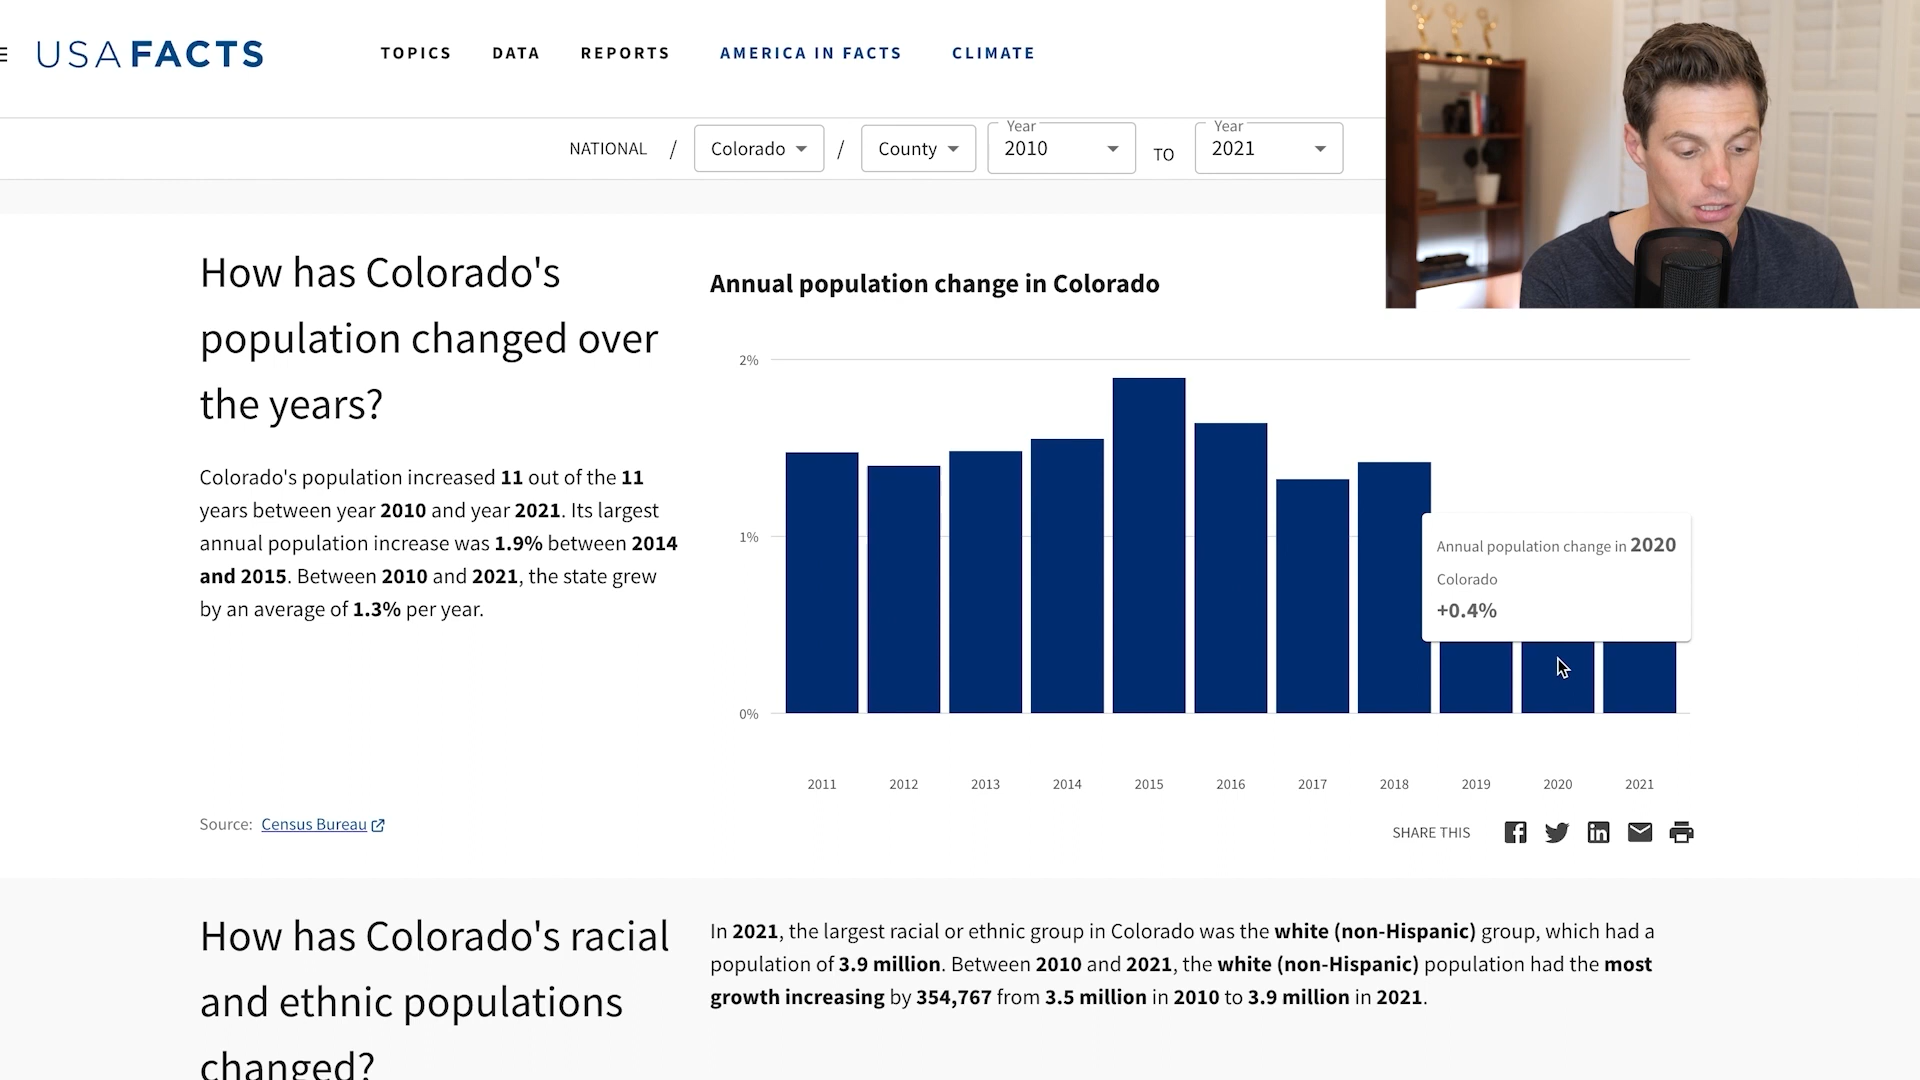 USAFACTS
TOPICS DATA REPORTS AMERICA IN FACTS CLIMATE
NATIONAL / Colorado / County Year 2010 TO Year 2021
How has Colorado's
population changed over
the years?
Colorado's population increased 11 out of the 11
years between year 2010 and year 2021. Its largest
annual population increase was 1.9% between 2014
and 2015. Between 2010 and 2021, the state grew
by an average of 1.3% per year.
Source: Census Bureau
Annual population change in Colorado
2%
1%
0%
Annual population change in 2020
Colorado
+0.4%
2011 2012 2013 2014 2015 2016 2017 2018 2019 2020 2021
SHARE THIS
How has Colorado's racial
and ethnic populations
changed?
In 2021, the largest racial or ethnic group in Colorado was the white (non-Hispanic) group, which had a
population of 3.9 million. Between 2010 and 2021, the white (non-Hispanic) population had the most
growth increasing by 354,767 from 3.5 million in 2010 to 3.9 million in 2021.